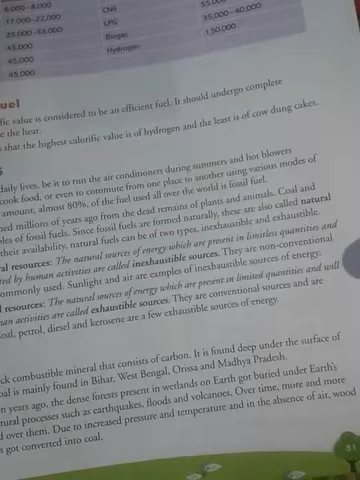 6,000 - 8,000 CNG 55,00
17,000 -22,000 LPG 35,000 - 40,000
25,000 -33,000 Biogas 1,50,000
45,000 Hydrogen
45,000
45,000
uel
fic value is considered to be an efficient fuel. It should undergo complete
e the heat.
s that the highest calorific value is of hydrogen and the least is of cow dung cakes.
daily lives, be it to run the air conditioners during summers and hot blowers
cook food, or even to commute from one place to another using various modes of
amount, almost 80%, of the fuel used all over the world is fossil fuel.
ned millions of years ago from the dead remains of plants and animals. Coal and
les of fossil fuels. Since fossil fuels are formed naturally, these are also called natural
their availability, natural fuels can be of two types, inexhaustible and exhaustible.
al resources: The natural sources of energy which are present in limitless quantities and
ted by human activities are called inexhaustible sources. They are non-conventional
ommonly used. Sunlight and air are examples of inexhaustible sources of energy.
l resources: The natural sources of energy which are present in limited quantities and will
man activities are called exhaustible sources. They are conventional sources and are
oal, petrol, diesel and kerosene are a few exhaustible sources of energy.
ck combustible mineral that consists of carbon. It is found deep under the surface of
al is mainly found in Bihar, West Bengal, Orissa and Madhya Pradesh.
n years ago, the dense forests present in wetlands on Earth got buried under Earth's
tural processes such as earthquakes, floods and volcanoes. Over time, more and more
d over them. Due to increased pressure and temperature and in the absence of air, wood
s got converted into coal.
51